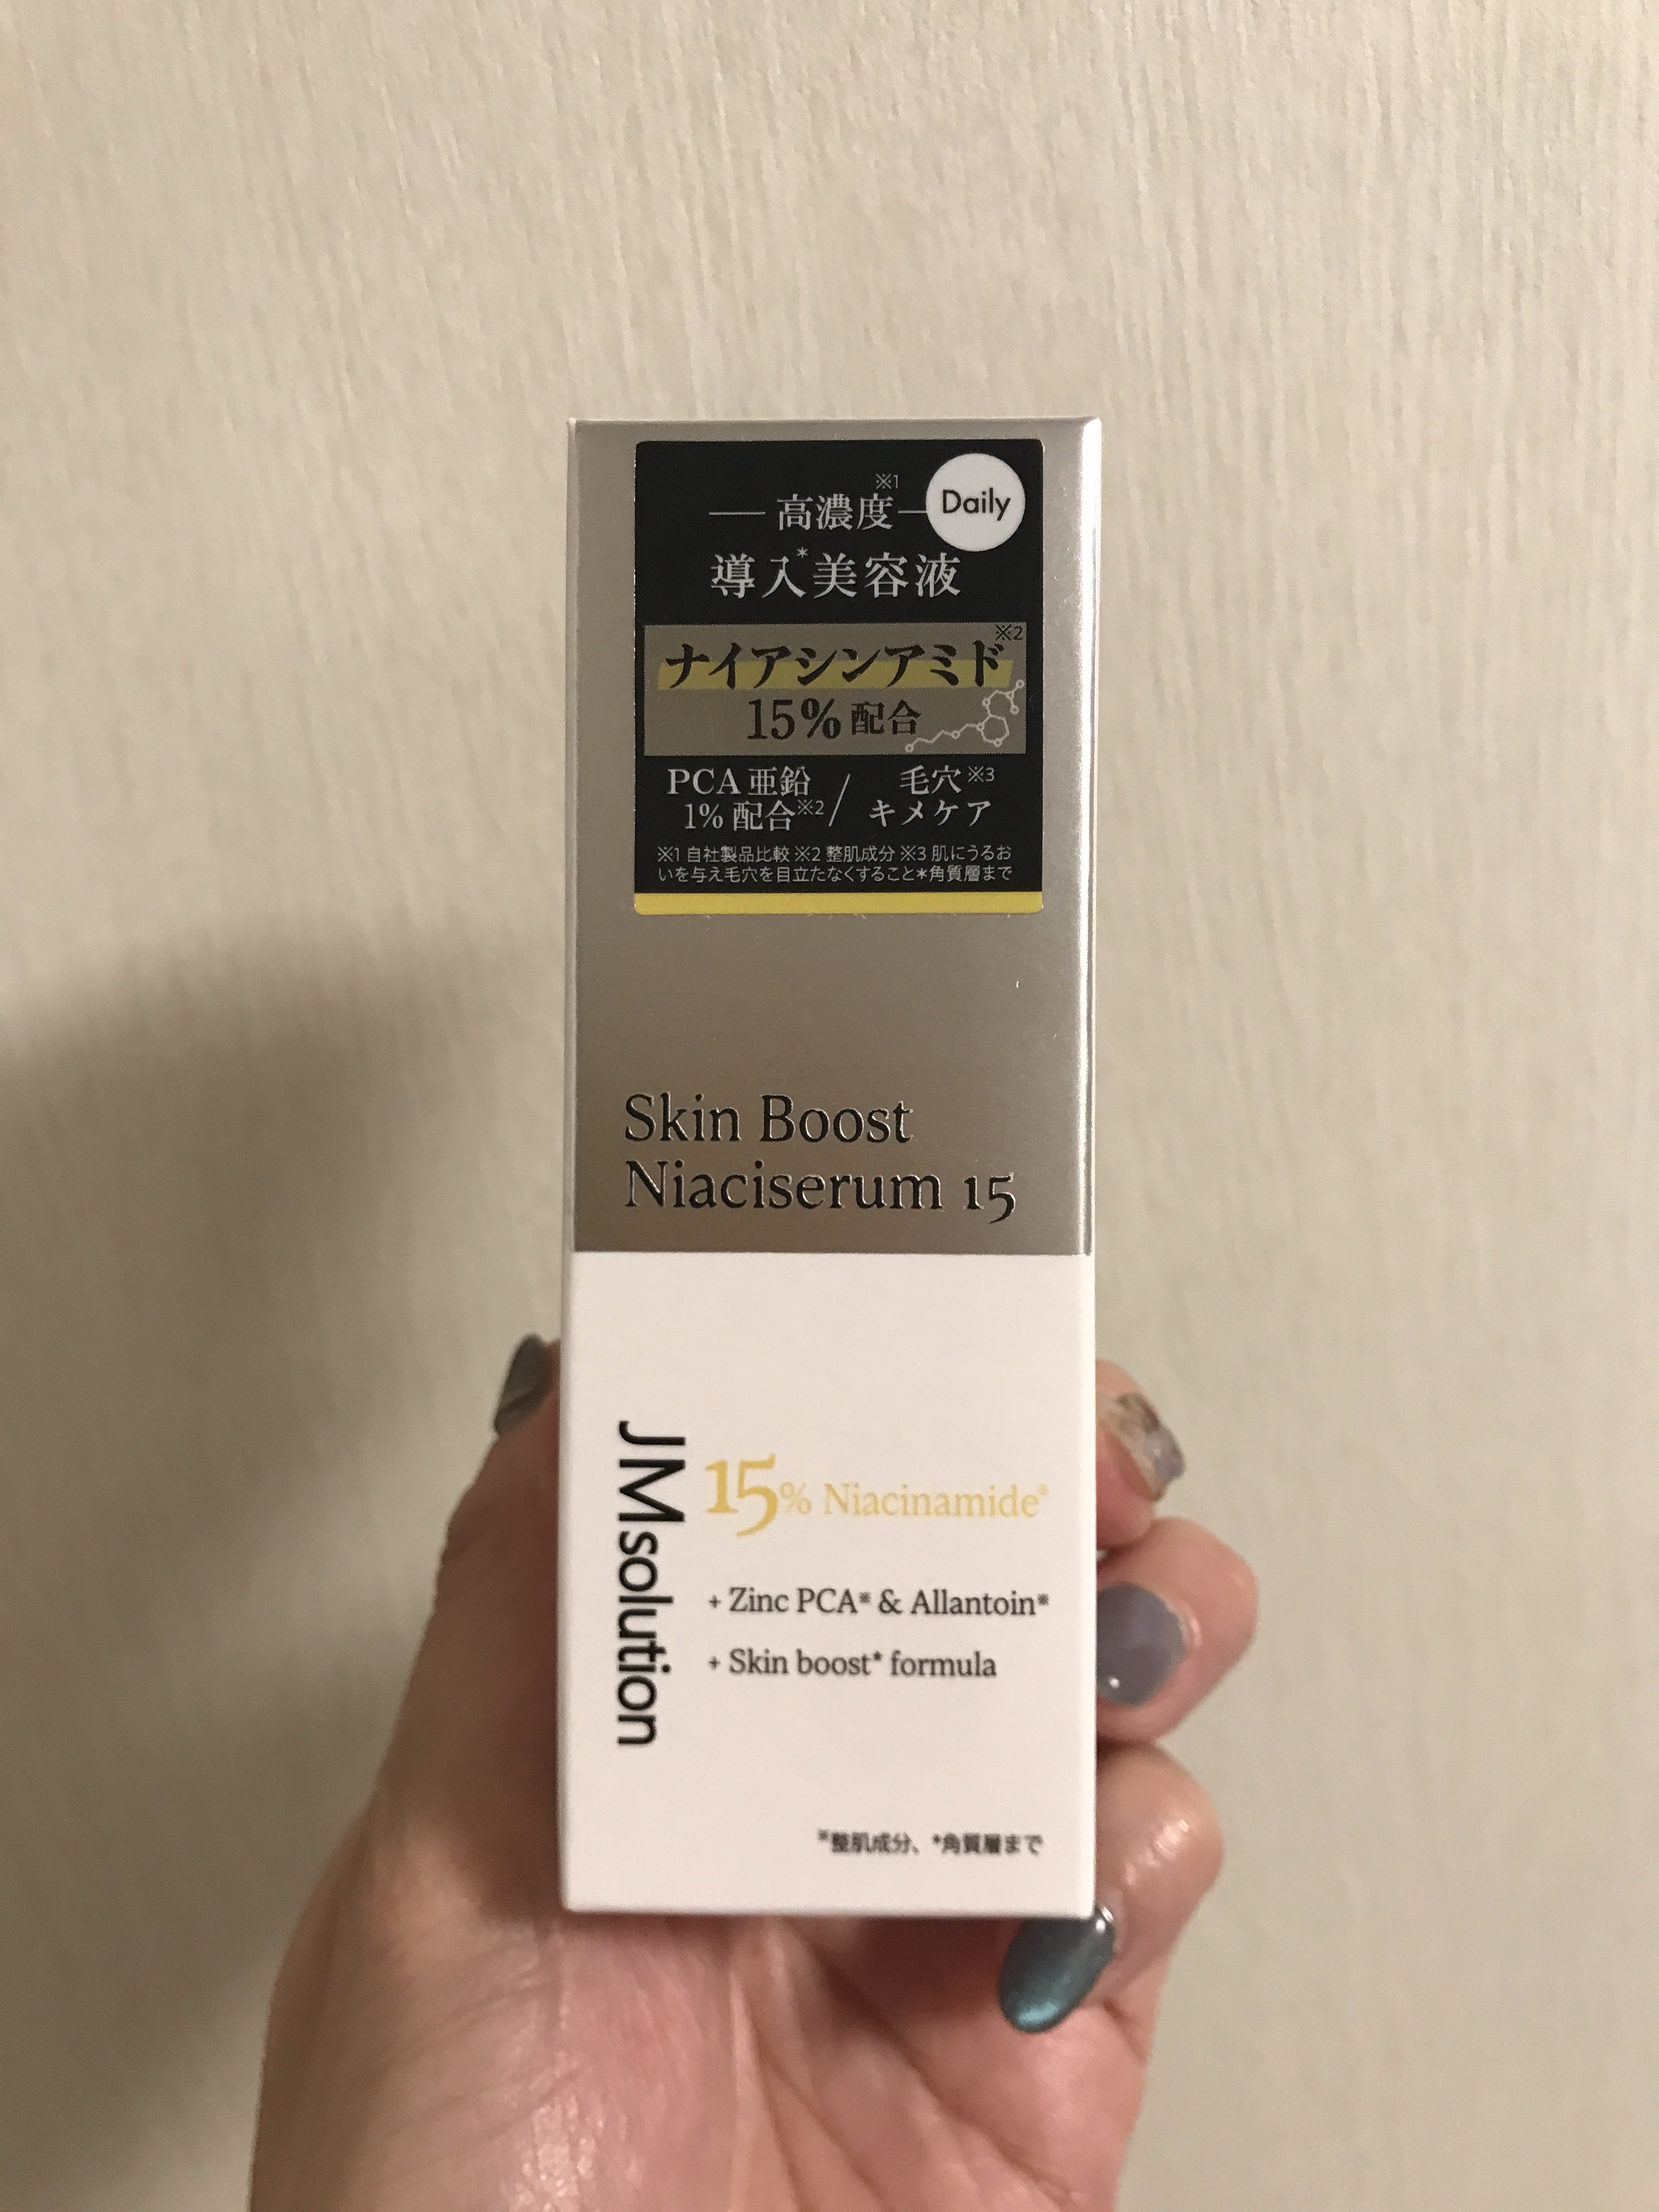 ※1
高濃度
Daily
導入*美容液
ナイアシンアミド※2
15%配合
PCA 亜鉛
1% 配合※2
/
毛穴※3
キメケア
※1 自社製品比較 ※2 整肌成分 ※3 肌にうるお
いを与え毛穴を目立たなくすること*角質層まで
Skin Boost
Niaciserum 15
JMsolution
15% Niacinamide※
+ Zinc PCA※ & Allantoin※
+ Skin boost* formula
※整肌成分、*角質層まで